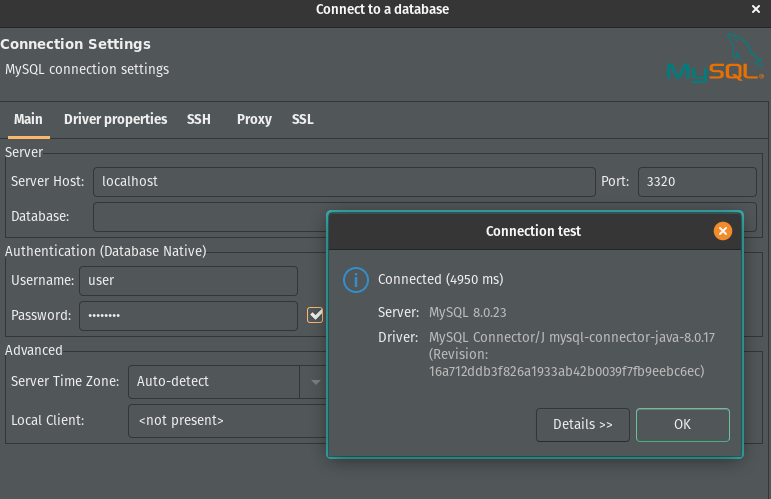 Connect to a database
Connection Settings
MySQL connection settings
MySQL®
Main Driver properties SSH Proxy SSL
Server
Server Host: localhost Port: 3320
Database:
Connection test
Authentication (Database Native)
Username: user
Password: ••••••••
Connected (4950 ms)
Server: MySQL 8.0.23
Driver: MySQL Connector/J mysql-connector-java-8.0.17
(Revision:
16a712ddb3f826a1933ab42b0039f7fb9eebc6ec)
Advanced
Server Time Zone: Auto-detect
Local Client: <not present>
Details >> OK